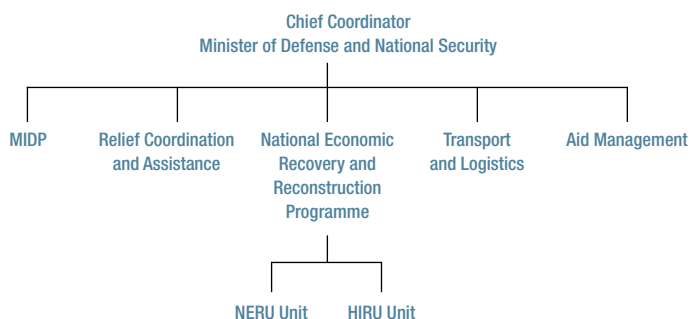 Chief Coordinator
Minister of Defense and National Security
MIDP
Relief Coordination
and Assistance
National Economic
Recovery and
Reconstruction
Programme
Transport
and Logistics
Aid Management
NERU Unit
HIRU Unit